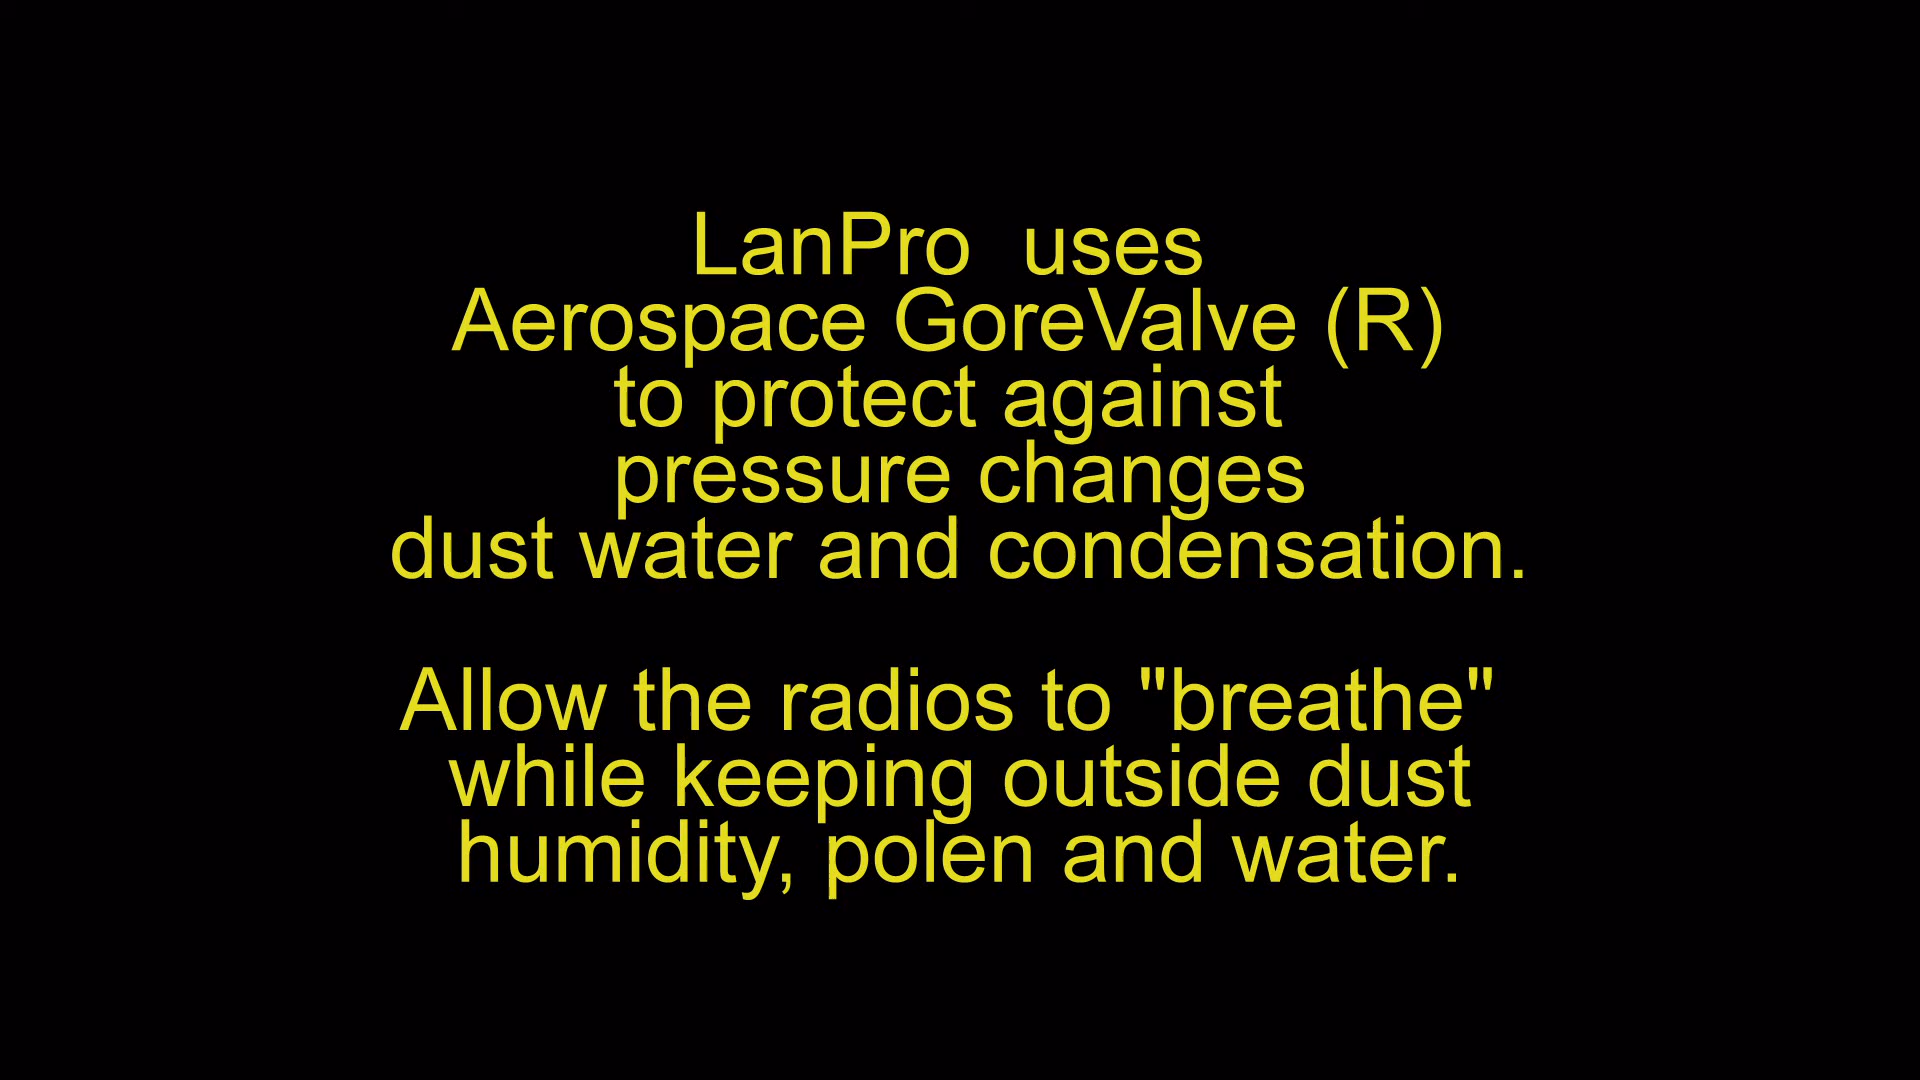 LanPro  uses
Aerospace GoreValve (R)
to protect against
pressure changes
dust water and condensation.
Allow the radios to "breathe"
while keeping outside dust
humidity, polen and water.